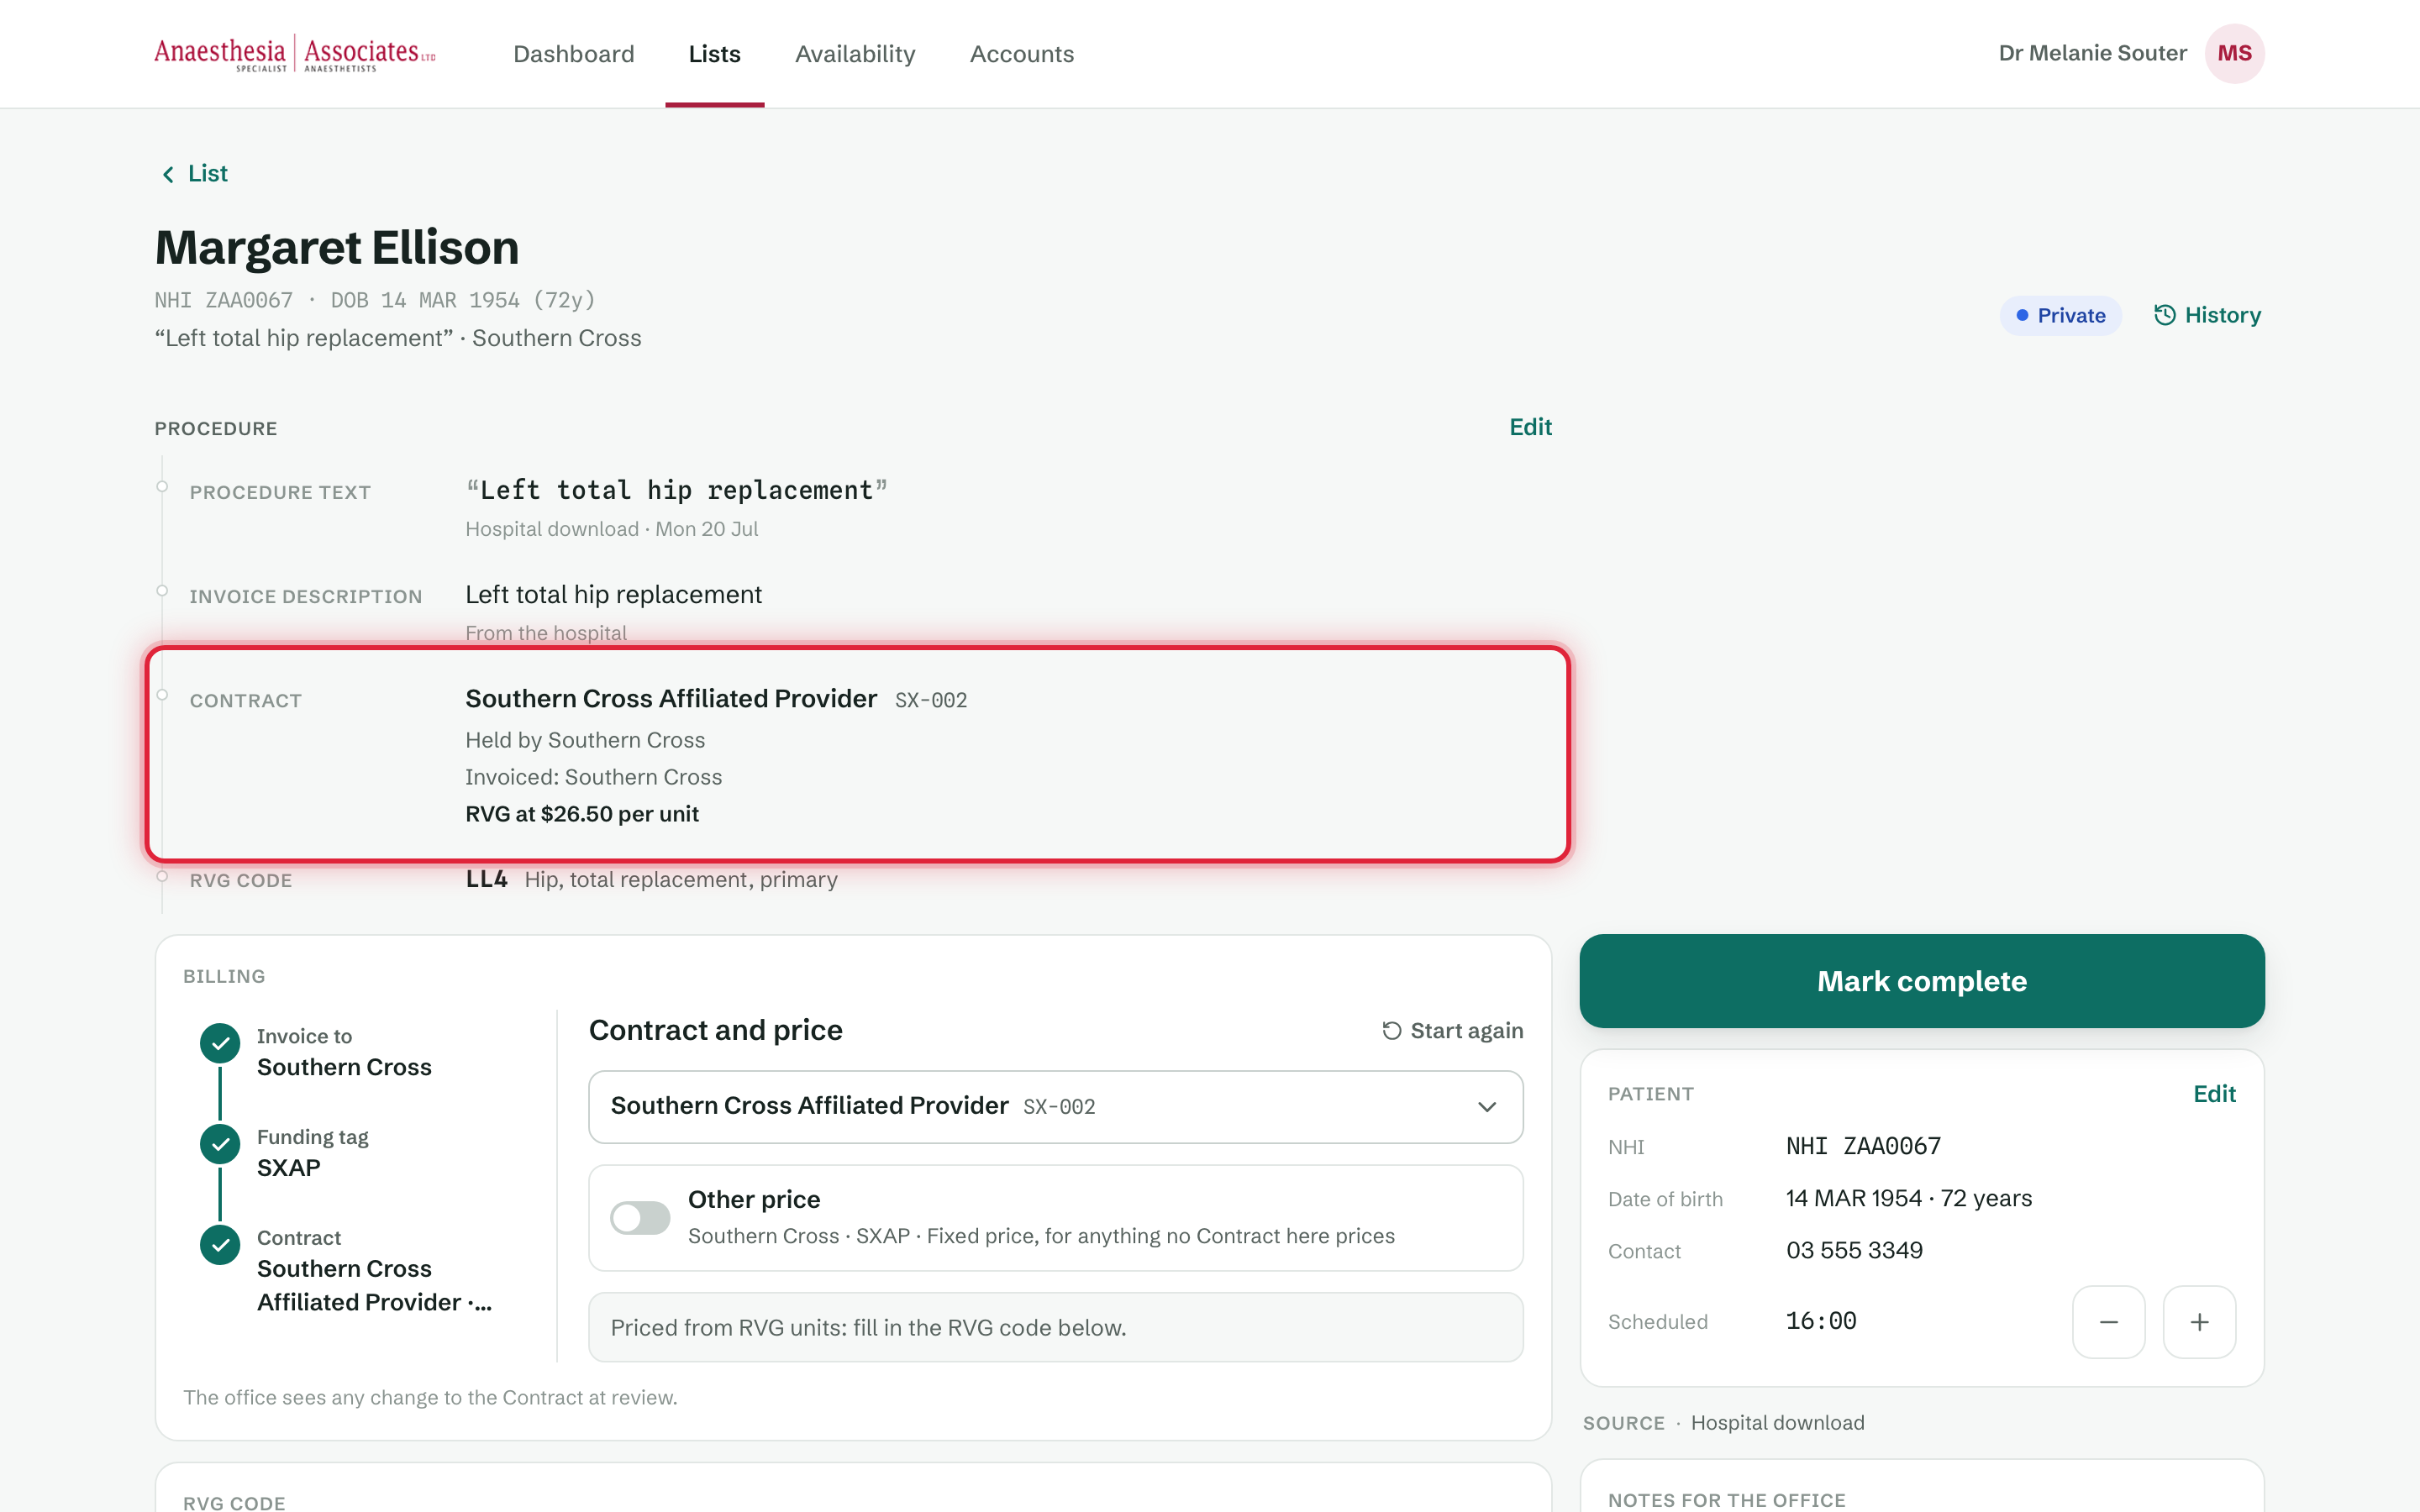 Anaesthesia Associates LTD
SPECIALIST ANAESTHETISTS
Dashboard
Lists
Availability
Accounts
Dr Melanie Souter
MS
List
Margaret Ellison
NHI ZAA0067 · DOB 14 MAR 1954 (72y)
“Left total hip replacement” · Southern Cross
Private
History
PROCEDURE
Edit
PROCEDURE TEXT
“Left total hip replacement”
Hospital download · Mon 20 Jul
INVOICE DESCRIPTION
Left total hip replacement
From the hospital
CONTRACT
Southern Cross Affiliated Provider SX-002
Held by Southern Cross
Invoiced: Southern Cross
RVG at $26.50 per unit
RVG CODE
LL4 Hip, total replacement, primary
BILLING
Invoice to
Southern Cross
Funding tag
SXAP
Contract
Southern Cross
Affiliated Provider ·...
Contract and price
Start again
Southern Cross Affiliated Provider SX-002
Other price
Southern Cross · SXAP · Fixed price, for anything no Contract here prices
Priced from RVG units: fill in the RVG code below.
The office sees any change to the Contract at review.
RVG CODE
Mark complete
PATIENT
Edit
NHI
NHI ZAA0067
Date of birth
14 MAR 1954 · 72 years
Contact
03 555 3349
Scheduled
16:00
SOURCE · Hospital download
NOTES FOR THE OFFICE